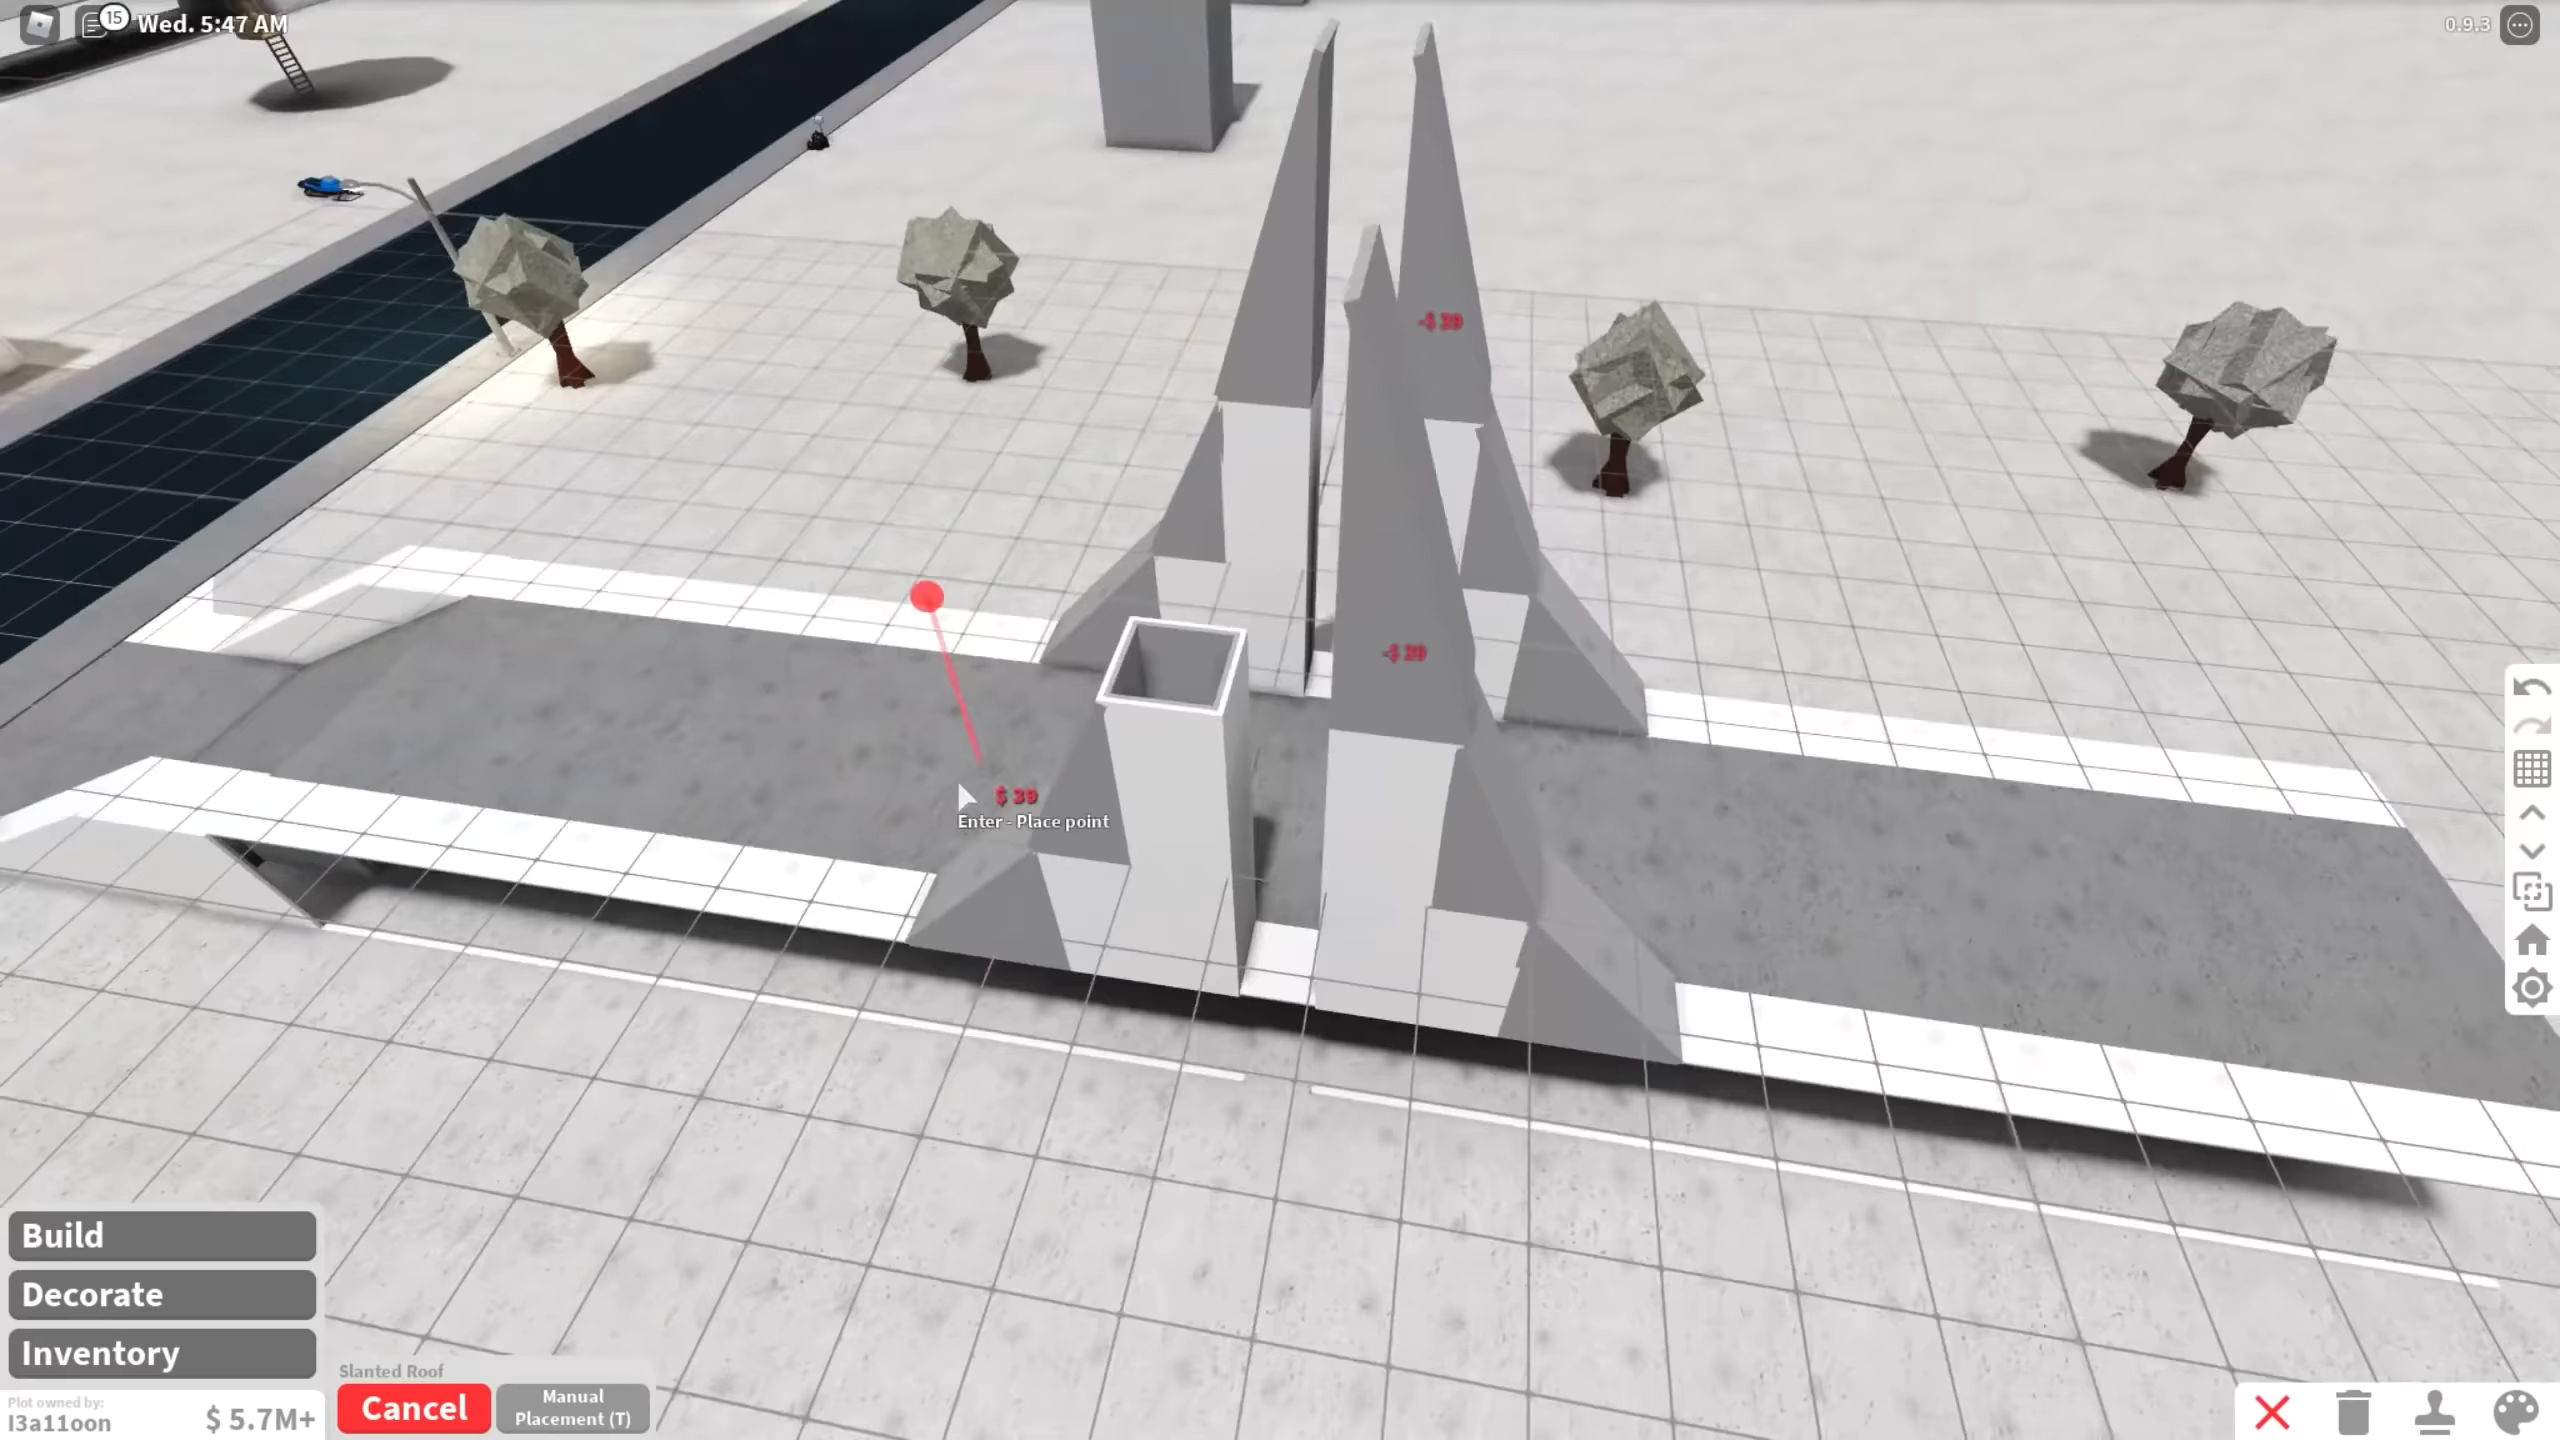 15
Wed. 5:47 AM
0.9.3
-$ 39
-$ 39
$ 39
Enter - Place point
Build
Decorate
Inventory
Slanted Roof
Cancel
Manual
Placement (T)
Plot owned by:
l3a11oon
$ 5.7M+